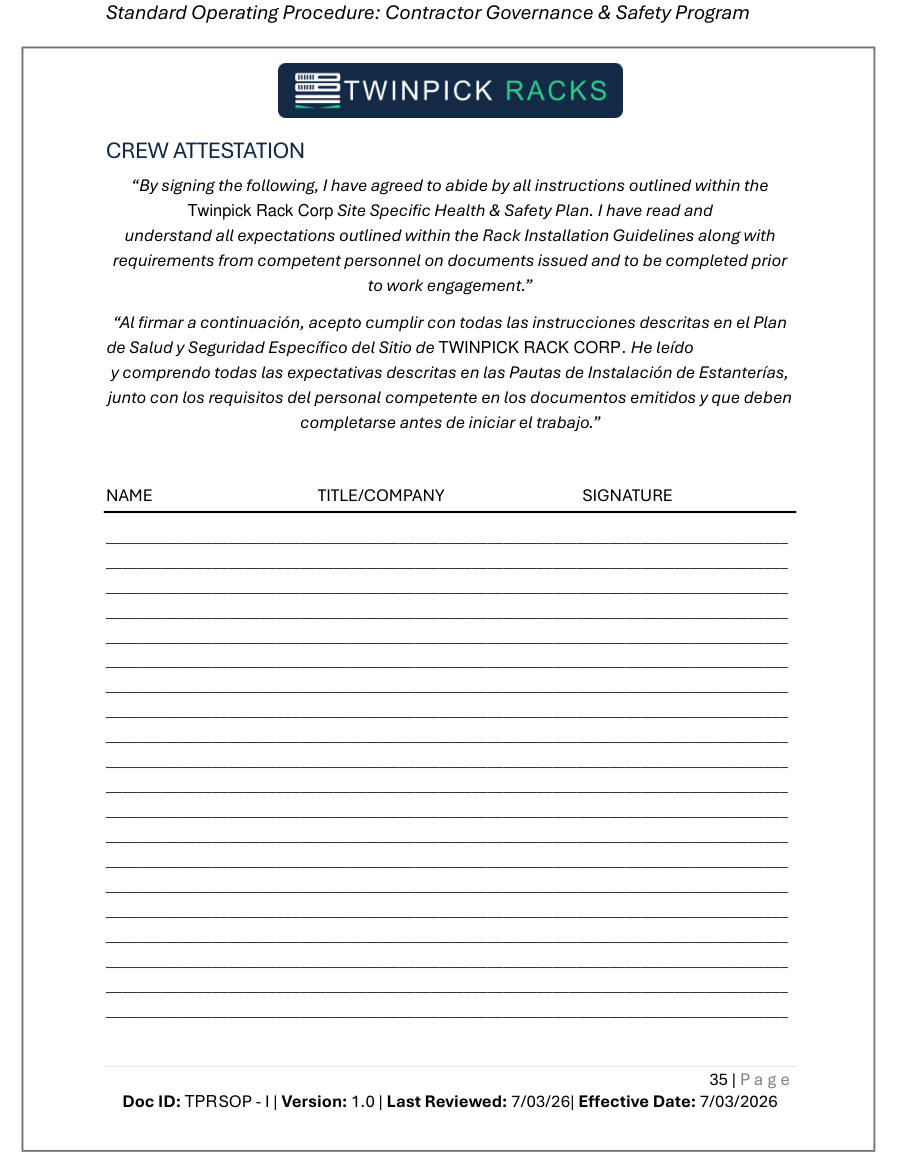 Standard Operating Procedure: Contractor Governance & Safety Program
TWINPICK RACKS
CREW ATTESTATION
“By signing the following, I have agreed to abide by all instructions outlined within the
Twinpick Rack Corp Site Specific Health & Safety Plan. I have read and
understand all expectations outlined within the Rack Installation Guidelines along with
requirements from competent personnel on documents issued and to be completed prior
to work engagement.”
“Al firmar a continuación, acepto cumplir con todas las instrucciones descritas en el Plan
de Salud y Seguridad Específico del Sitio de TWINPICK RACK CORP. He leído
y comprendo todas las expectativas descritas en las Pautas de Instalación de Estanterías,
junto con los requisitos del personal competente en los documentos emitidos y que deben
completarse antes de iniciar el trabajo.”
NAME TITLE/COMPANY SIGNATURE
35 | Page
Doc ID: TPRSOP - I | Version: 1.0 | Last Reviewed: 7/03/26| Effective Date: 7/03/2026